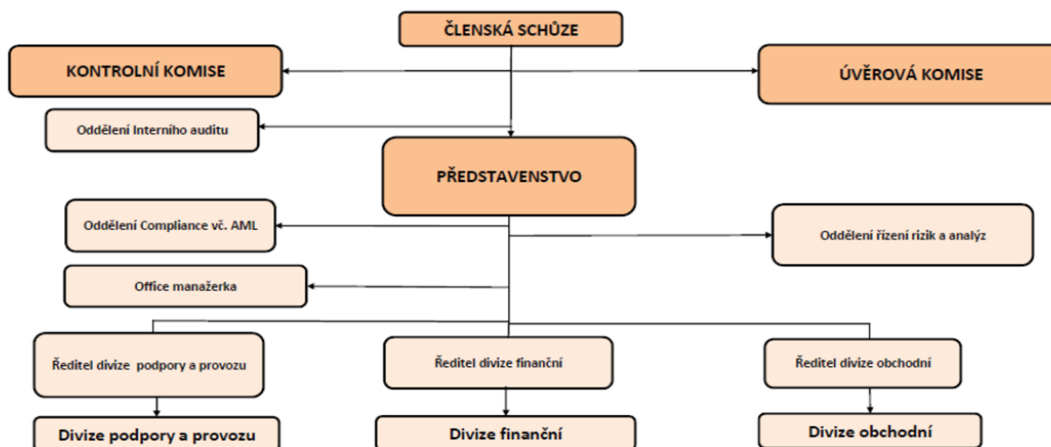 ČLENSKÁ SCHŮZE
KONTROLNÍ KOMISE
ÚVĚROVÁ KOMISE
Oddělení Interního auditu
PŘEDSTAVENSTVO
Oddělení Compliance vč. AML
Oddělení řízení rizik a analýz
Office manažerka
Ředitel divize podpory a provozu
Ředitel divize finanční
Ředitel divize obchodní
Divize podpory a provozu
Divize finanční
Divize obchodní